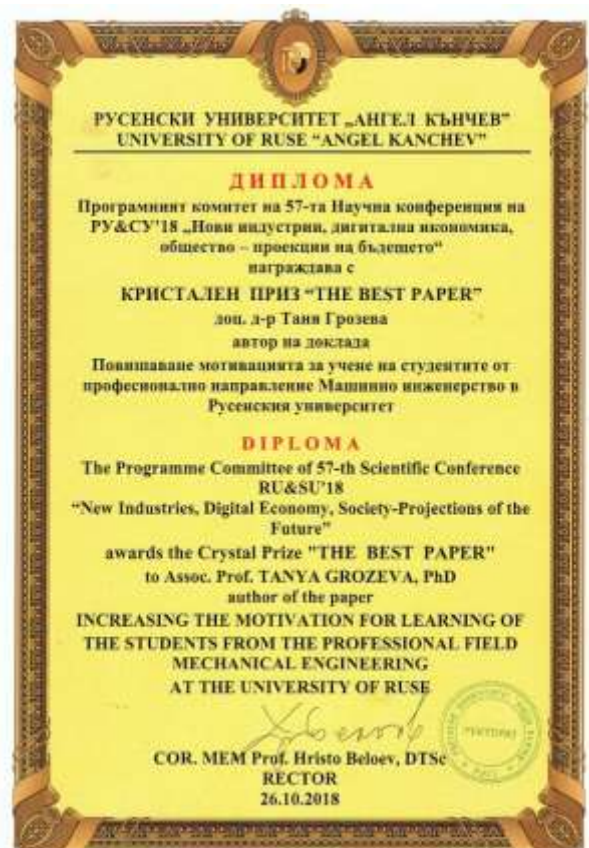 РУСЕНСКИ УНИВЕРСИТЕТ „АНГЕЛ КЪНЧЕВ”
UNIVERSITY OF RUSE “ANGEL KANCHEV”
ДИПЛОМА
Програмният комитет на 57-та Научна конференция на
РУ&СУ'18 „Нови индустрии, дигитална икономика,
общество – проекции на бъдещето“
награждава с
КРИСТАЛЕН ПРИЗ “THE BEST PAPER”
доц. д-р Таня Грозева
автор на доклада
Повишаване мотивацията за учене на студентите от
професионално направление Машинно инженерство в
Русенския университет
DIPLOMA
The Programme Committee of 57-th Scientific Conference
RU&SU'18
“New Industries, Digital Economy, Society-Projections of the
Future”
awards the Crystal Prize "THE BEST PAPER"
to Assoc. Prof. TANYA GROZEVA, PhD
author of the paper
INCREASING THE MOTIVATION FOR LEARNING OF
THE STUDENTS FROM THE PROFESSIONAL FIELD
MECHANICAL ENGINEERING
AT THE UNIVERSITY OF RUSE
РЕКТОРАТ
COR. MEM Prof. Hristo Beloev, DTSc
RECTOR
26.10.2018